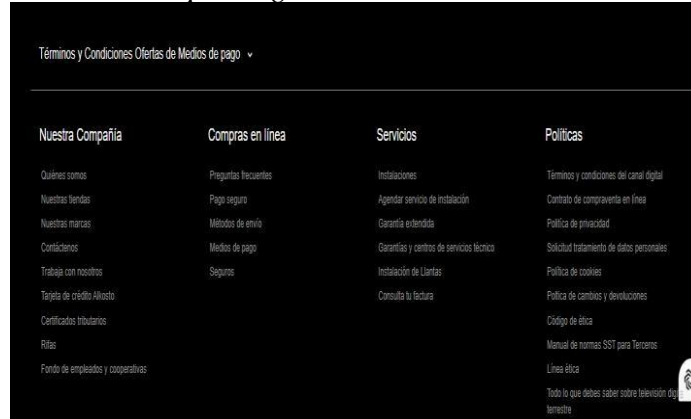 Términos y Condiciones Ofertas de Medios de pago
Nuestra Compañía
Quiénes somos
Nuestras tiendas
Nuestras marcas
Contáctenos
Trabaja con nosotros
Tarjeta de crédito Alkosto
Certificados tributarios
Rifas
Fondo de empleados y cooperativas
Compras en línea
Preguntas frecuentes
Pago seguro
Métodos de envío
Medios de pago
Seguros
Servicios
Instalaciones
Agendar servicio de instalación
Garantía extendida
Garantías y centros de servicios técnico
Instalación de Llantas
Consulta tu factura
Políticas
Términos y condiciones del canal digital
Contrato de compraventa en línea
Política de privacidad
Solicitud tratamiento de datos personales
Política de cookies
Política de cambios y devoluciones
Código de ética
Manual de normas SST para Terceros
Línea ética
Todo lo que debes saber sobre televisión digital
terrestre